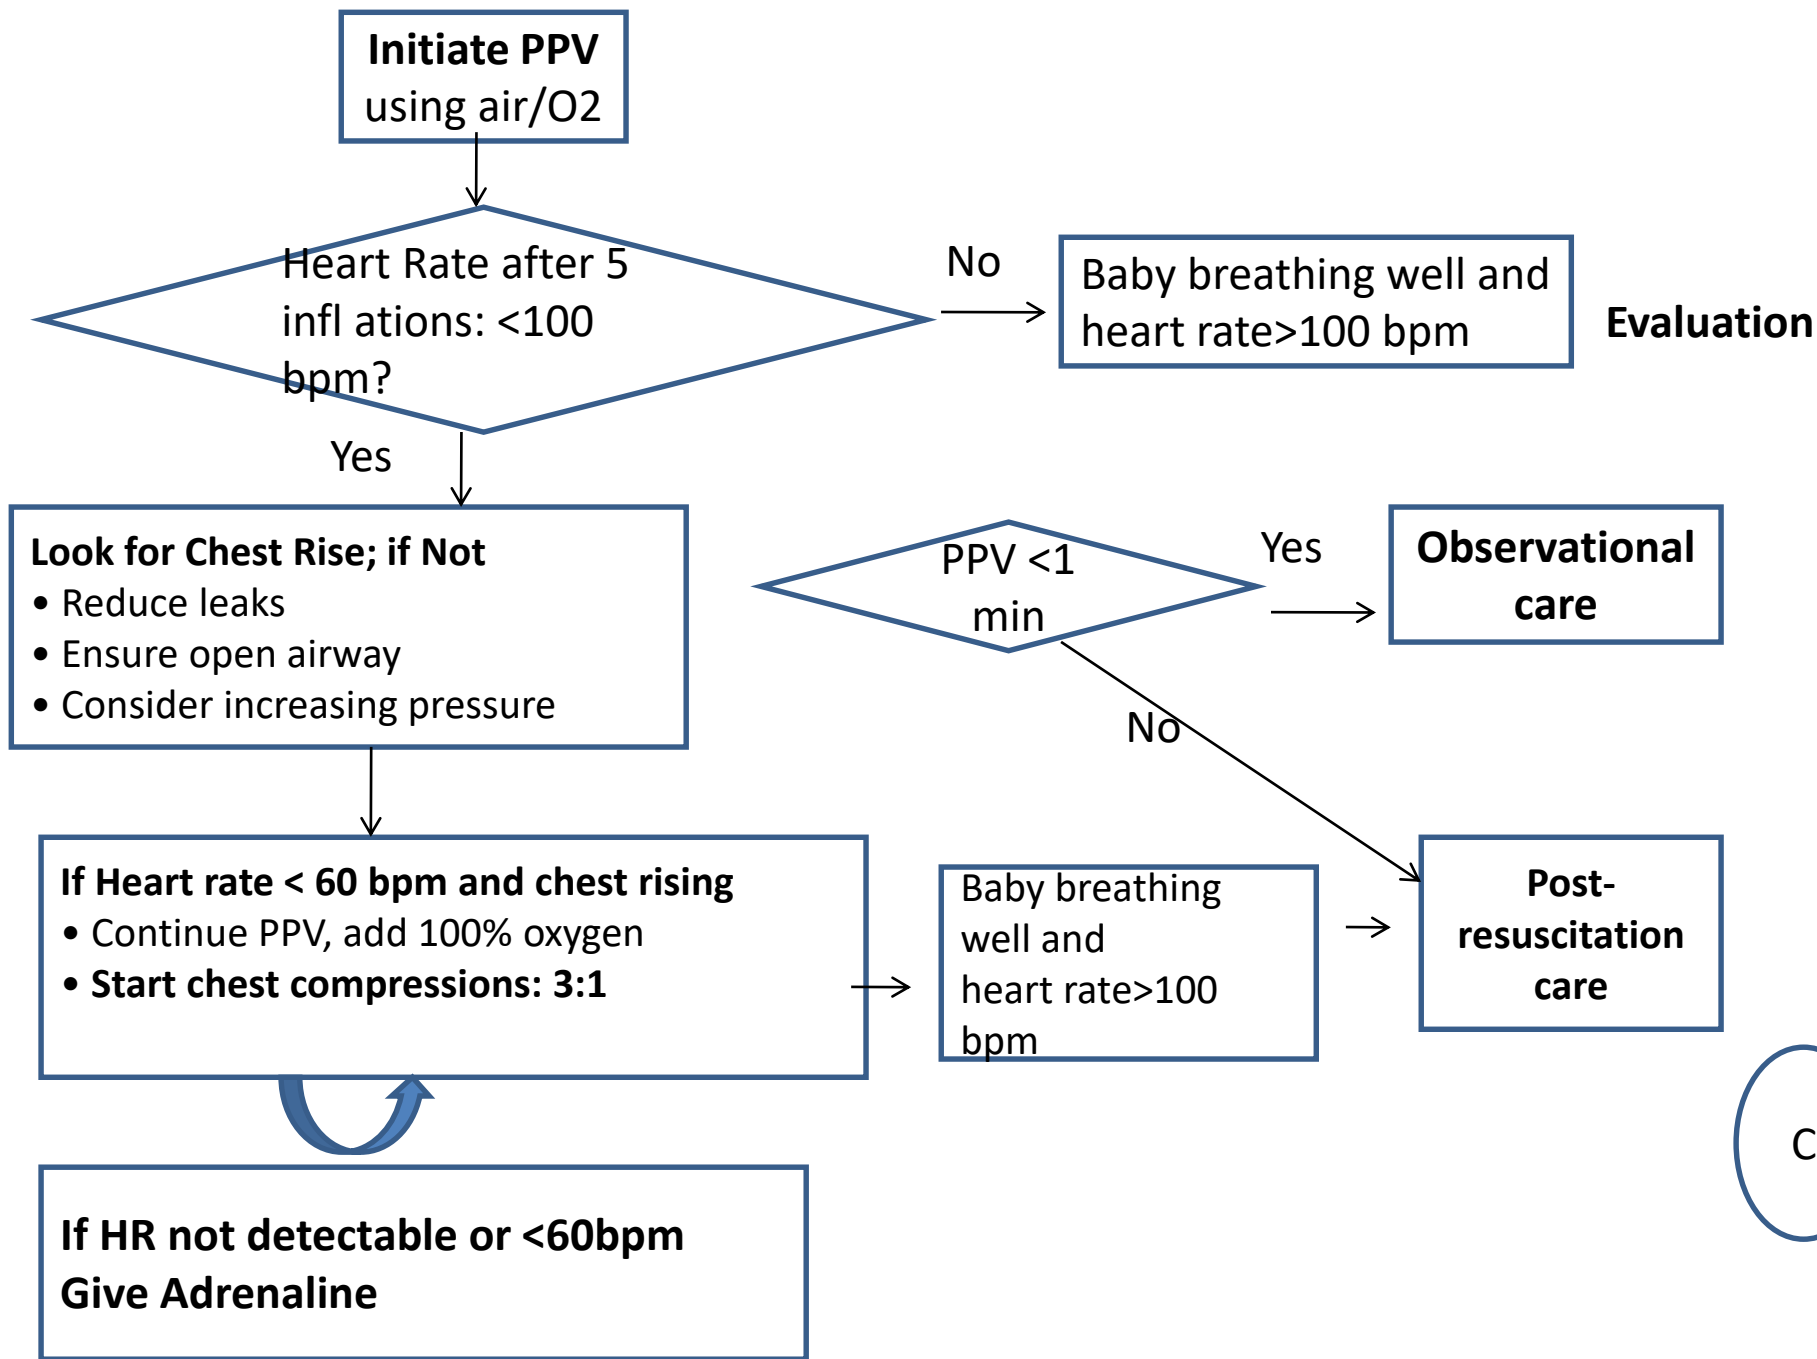 Initiate PPV
using air/O2
Heart Rate after 5
infl ations: <100
bpm?
No
Baby breathing well and
heart rate>100 bpm
Evaluation
Yes
Look for Chest Rise; if Not
• Reduce leaks
• Ensure open airway
• Consider increasing pressure
PPV <1
min
Yes
Observational
care
No
If Heart rate < 60 bpm and chest rising
• Continue PPV, add 100% oxygen
• Start chest compressions: 3:1
Baby breathing
well and
heart rate>100
bpm
Post-
resuscitation
care
C
If HR not detectable or <60bpm
Give Adrenaline